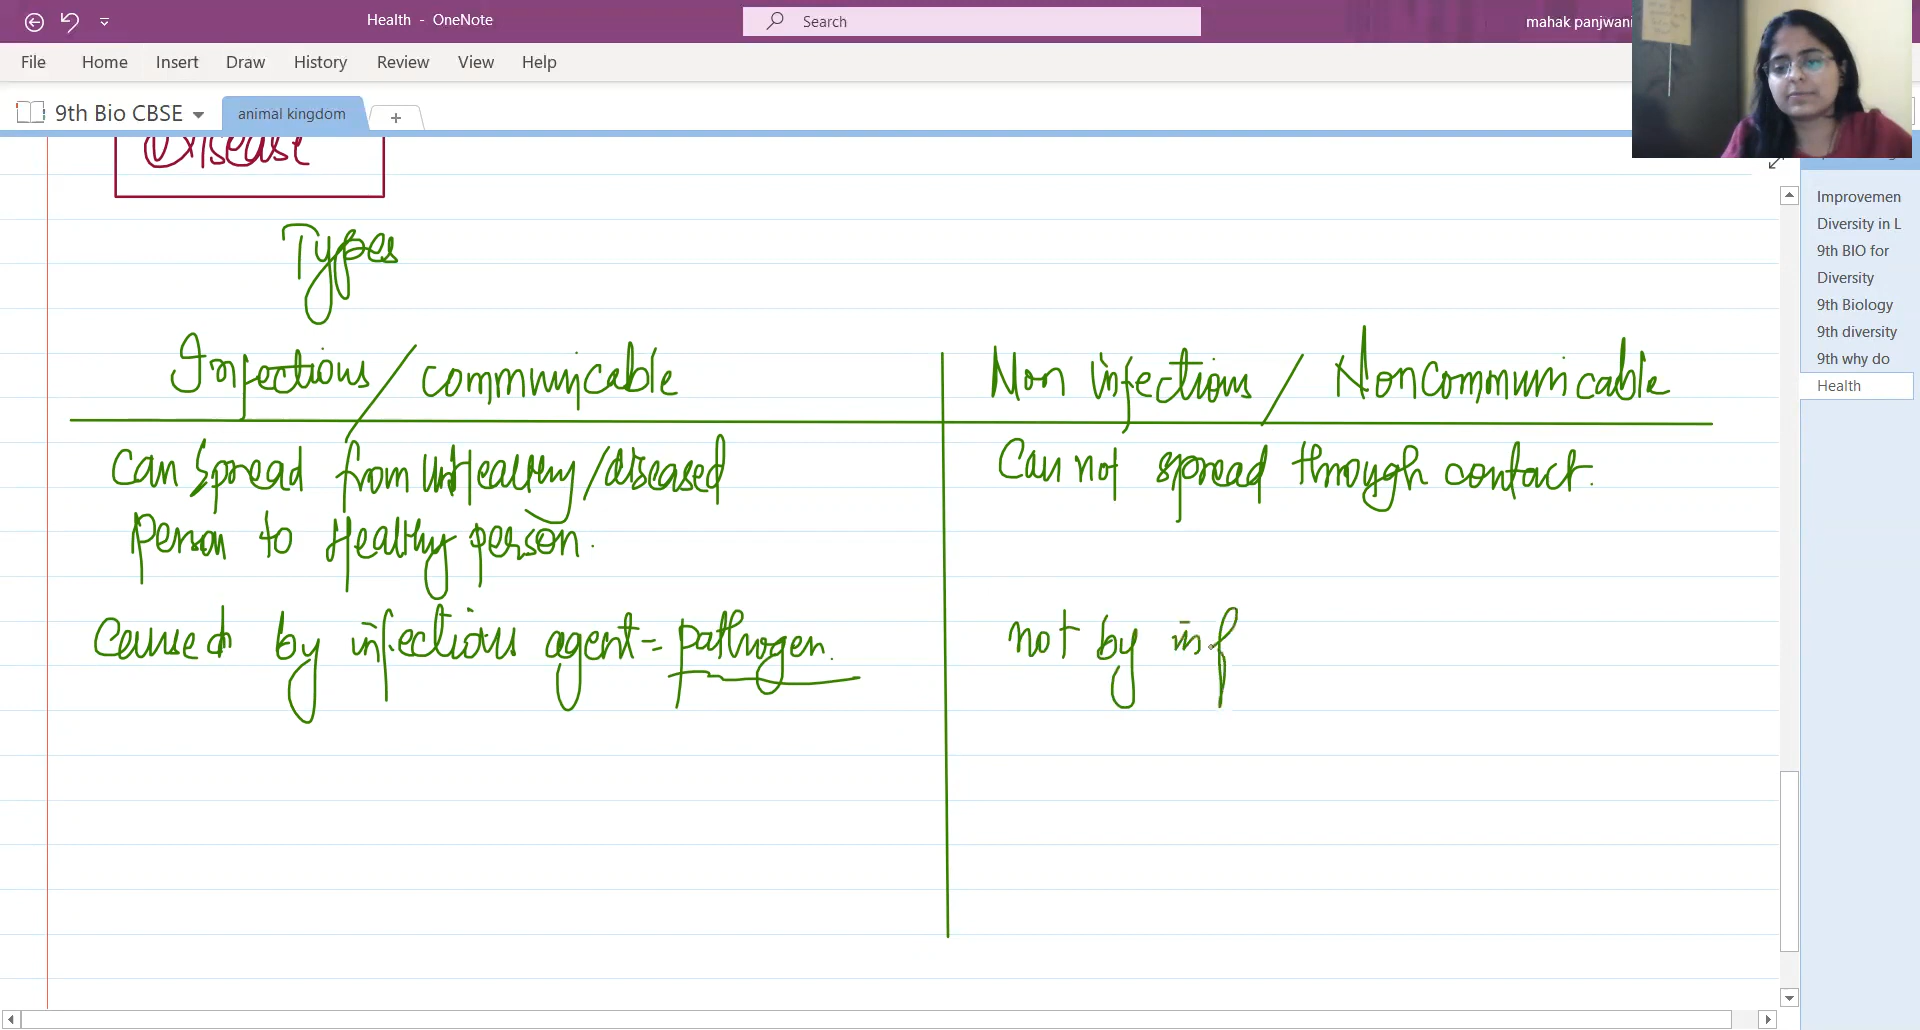 Health - OneNote
Search
mahak panjwani
File Home Insert Draw History Review View Help
9th Bio CBSE
animal kingdom
+
Disease
Types
Infectious / communicable
Non infectious / Noncommunicable
Can spread from unHealthy/diseased
Person to Healthy person.
Can not spread through contact.
Caused by infectious agent = pathogen.
not by inf
Improvemen
Diversity in L
9th BIO for
Diversity
9th Biology
9th diversity
9th why do
Health